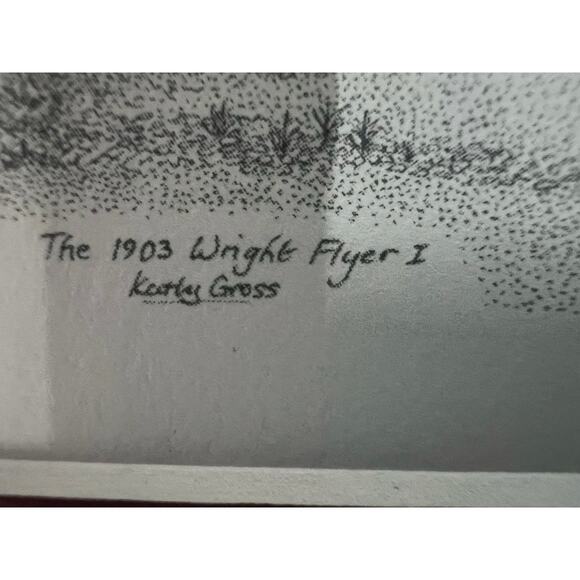 The 1903 Wright Flyer I
Kathy Gross